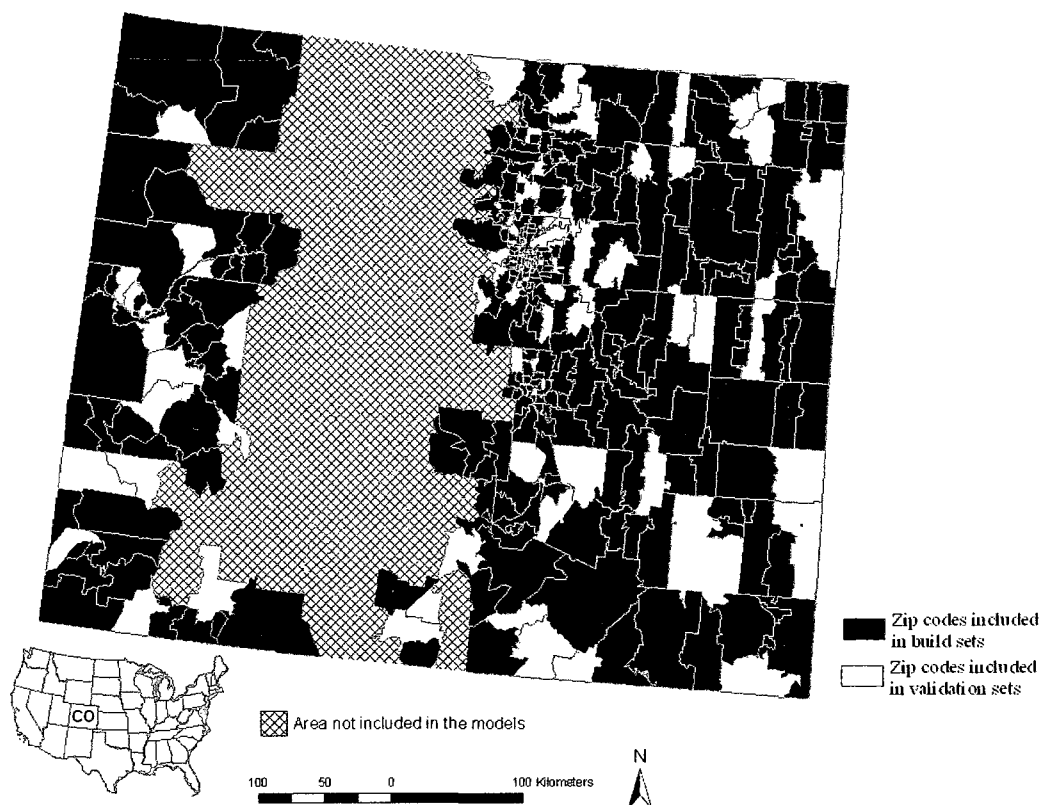 Zip codes included
in build sets
Zip codes included
in validation sets
CO
Area not included in the models
N
100 50 0 100 Kilometers